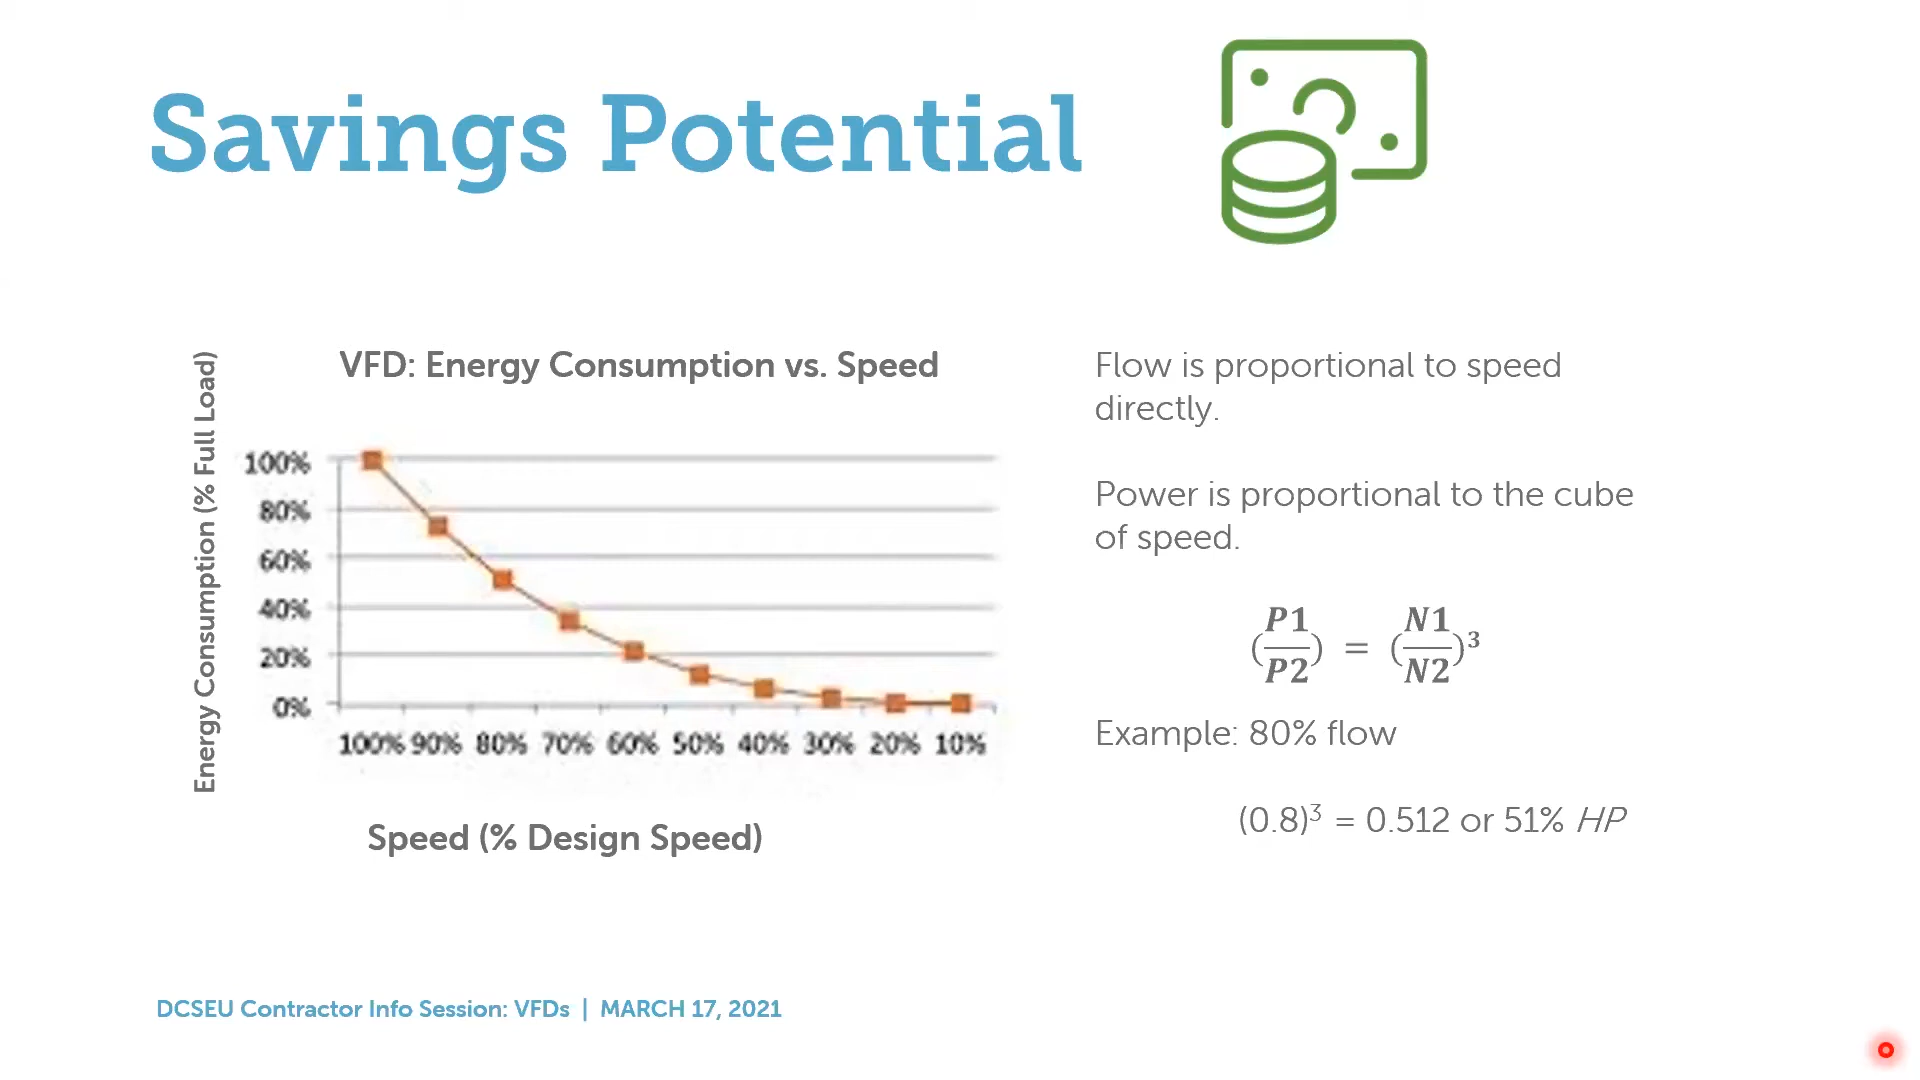 Savings Potential
VFD: Energy Consumption vs. Speed
Energy Consumption (% Full Load)
100%
80%
60%
40%
20%
0%
100% 90% 80% 70% 60% 50% 40% 30% 20% 10%
Speed (% Design Speed)
Flow is proportional to speed
directly.
Power is proportional to the cube
of speed.
(P1/P2) = (N1/N2)³
Example: 80% flow
(0.8)³ = 0.512 or 51% HP
DCSEU Contractor Info Session: VFDs | MARCH 17, 2021